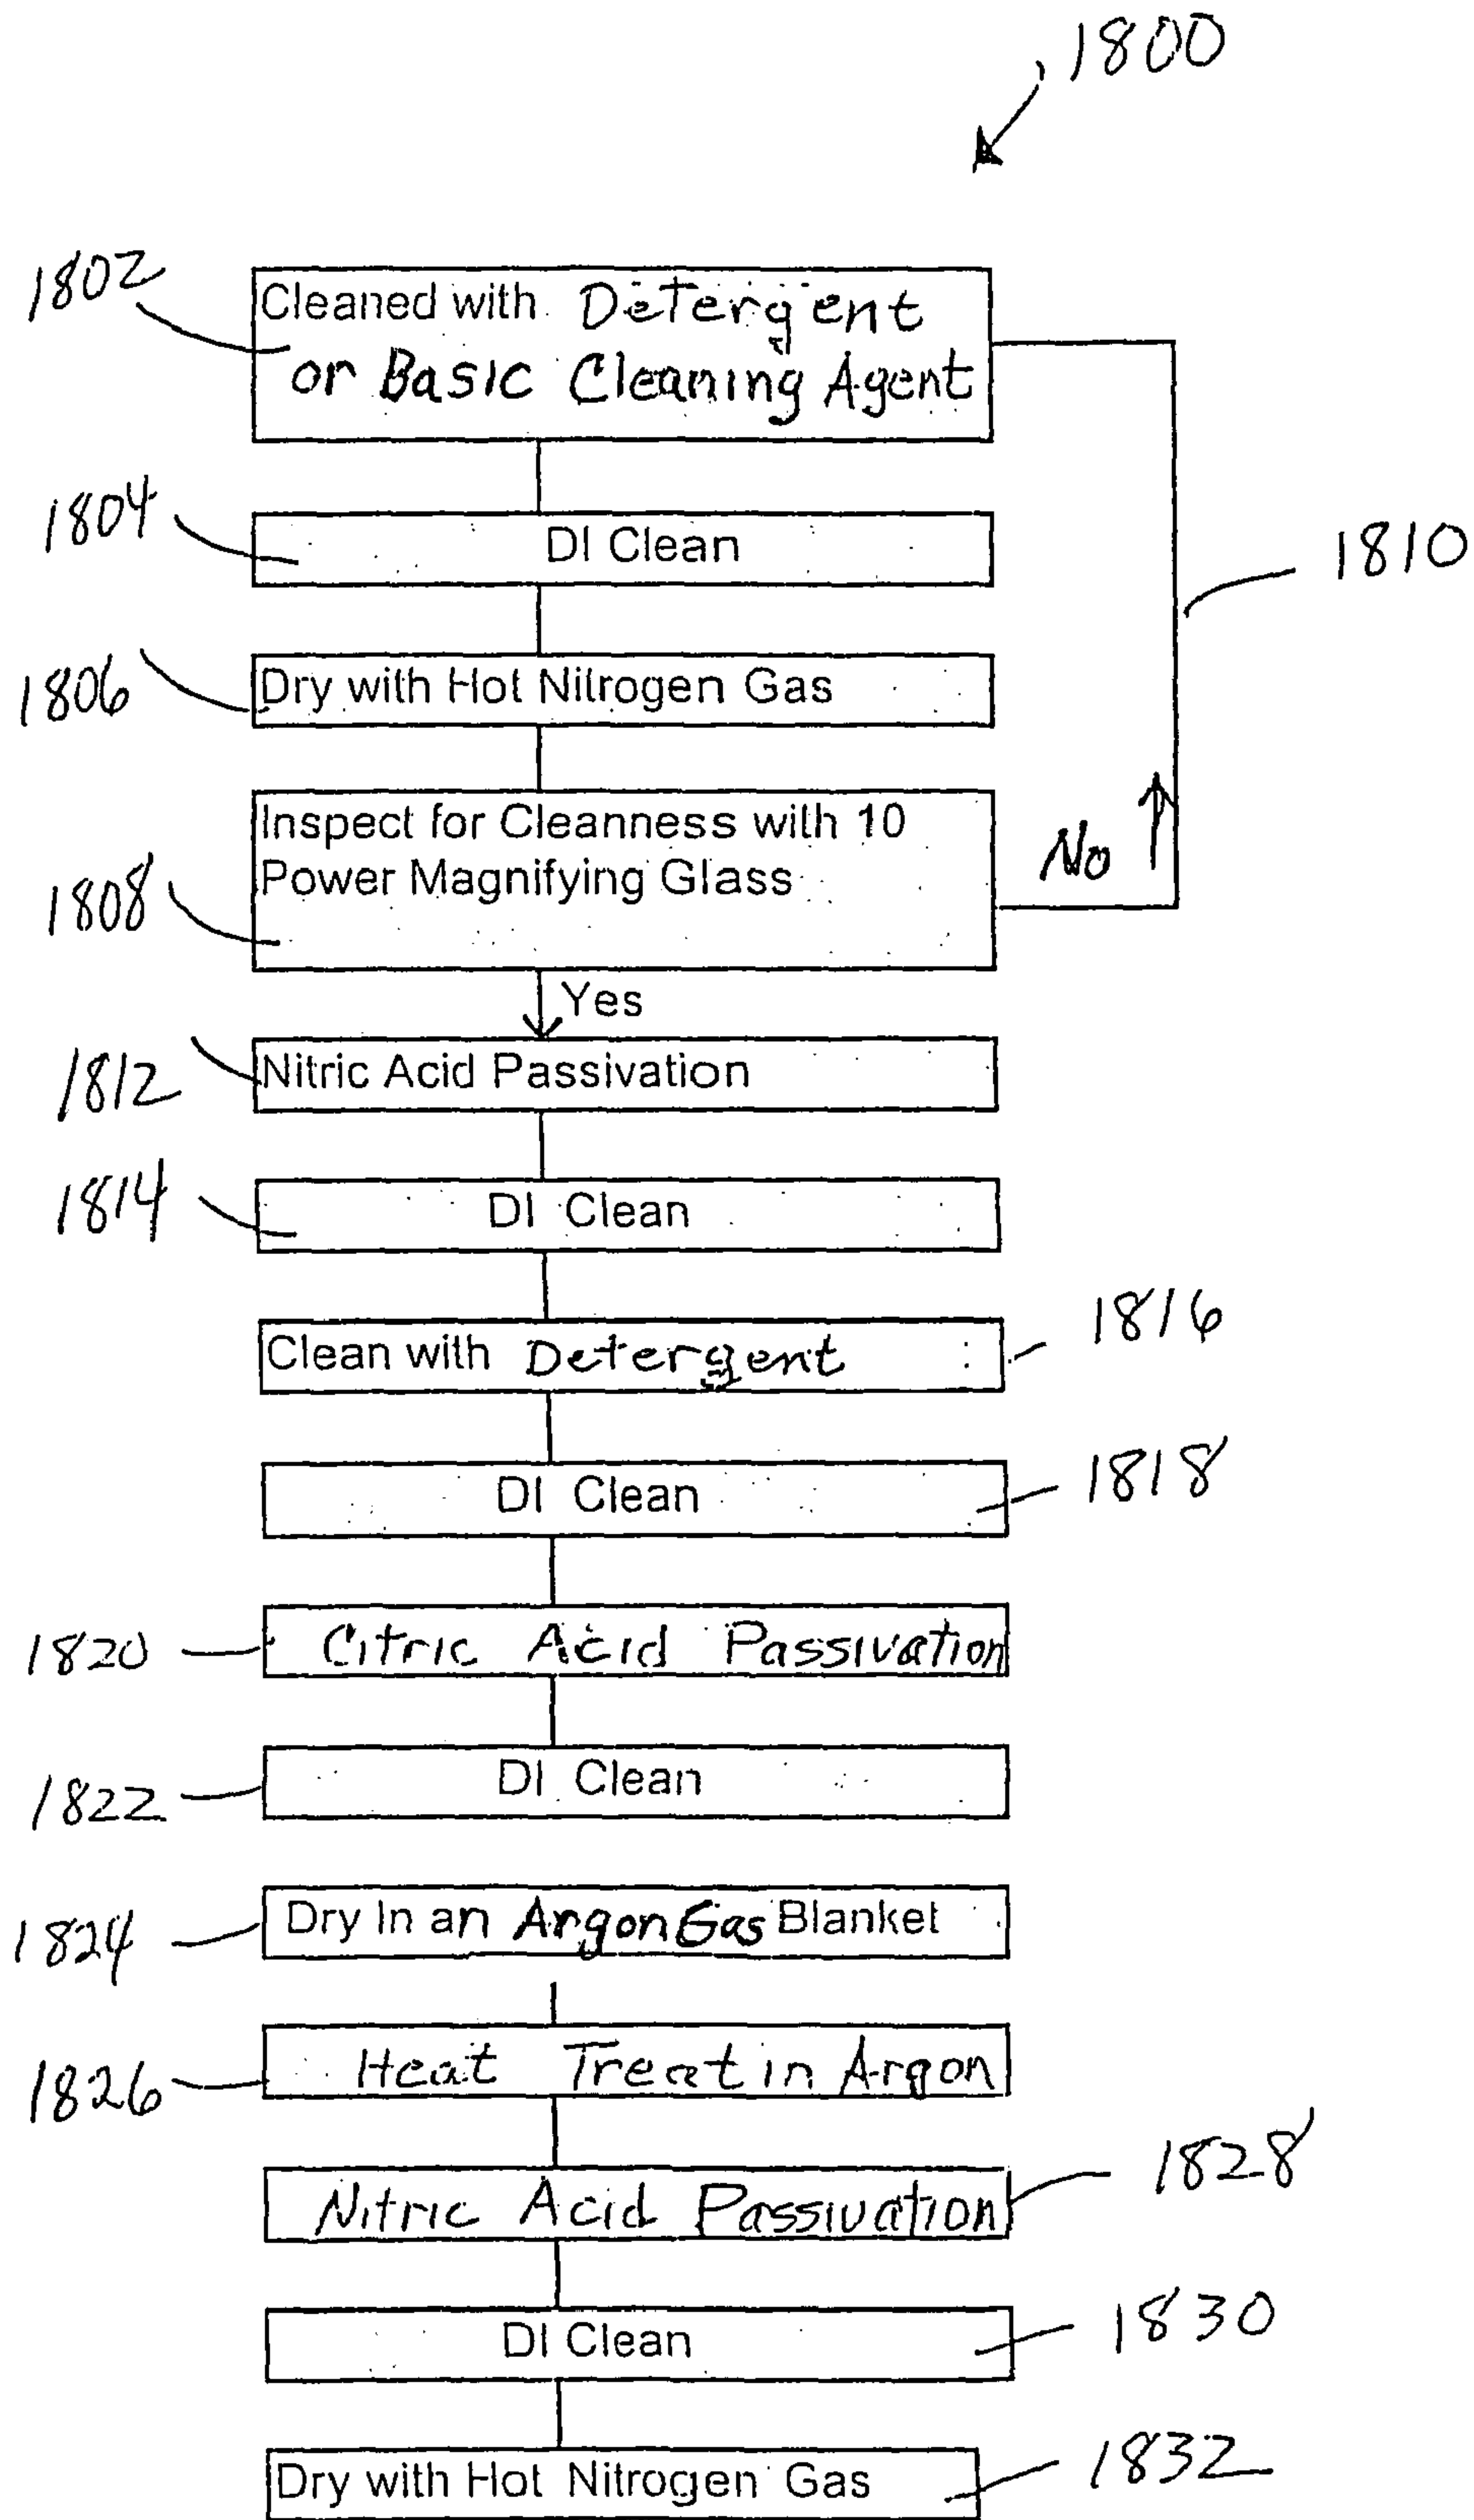 1800
1802
Cleaned with Detergent
or Basic Cleaning Agent
1804
DI Clean
1810
1806
Dry with Hot Nitrogen Gas
Inspect for Cleanness with 10
Power Magnifying Glass
No
1808
Yes
1812
Nitric Acid Passivation
1814
DI Clean
1816
Clean with Detergent
1818
DI Clean
1820
Citric Acid Passivation
1822
DI Clean
1824
Dry In an Argon Gas Blanket
1826
Heat Treat in Argon
1828
Nitric Acid Passivation
1830
DI Clean
1832
Dry with Hot Nitrogen Gas